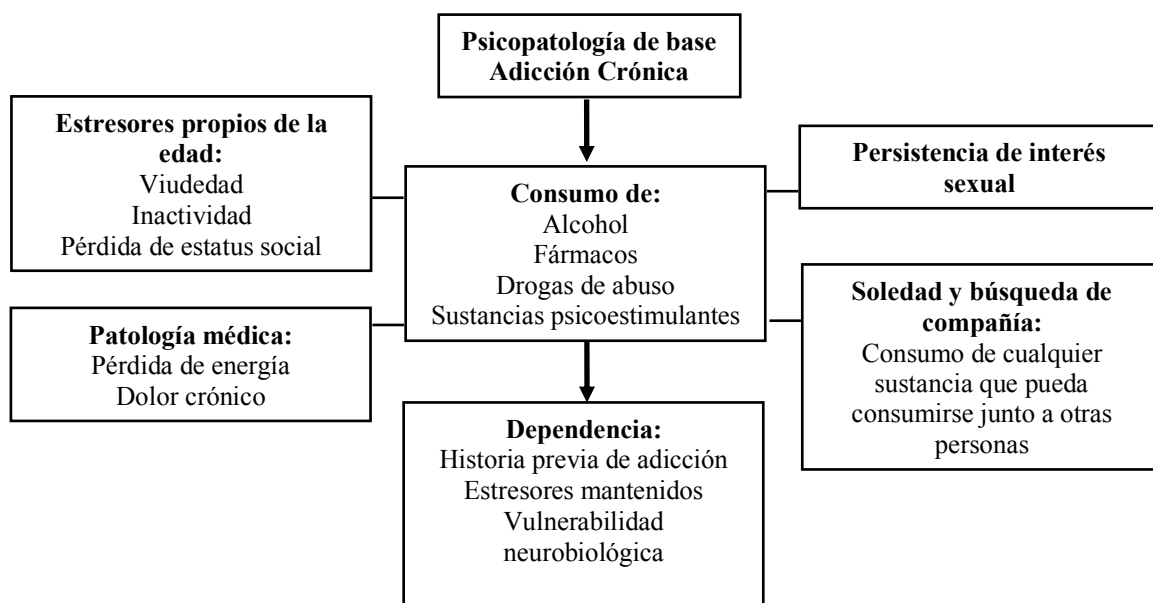 Psicopatología de base
Adicción Crónica
Estresores propios de la
edad:
Viudedad
Inactividad
Pérdida de estatus social
Consumo de:
Alcohol
Fármacos
Drogas de abuso
Sustancias psicoestimulantes
Persistencia de interés
sexual
Patología médica:
Pérdida de energía
Dolor crónico
Soledad y búsqueda de
compañía:
Consumo de cualquier
sustancia que pueda
consumirse junto a otras
personas
Dependencia:
Historia previa de adicción
Estresores mantenidos
Vulnerabilidad
neurobiológica